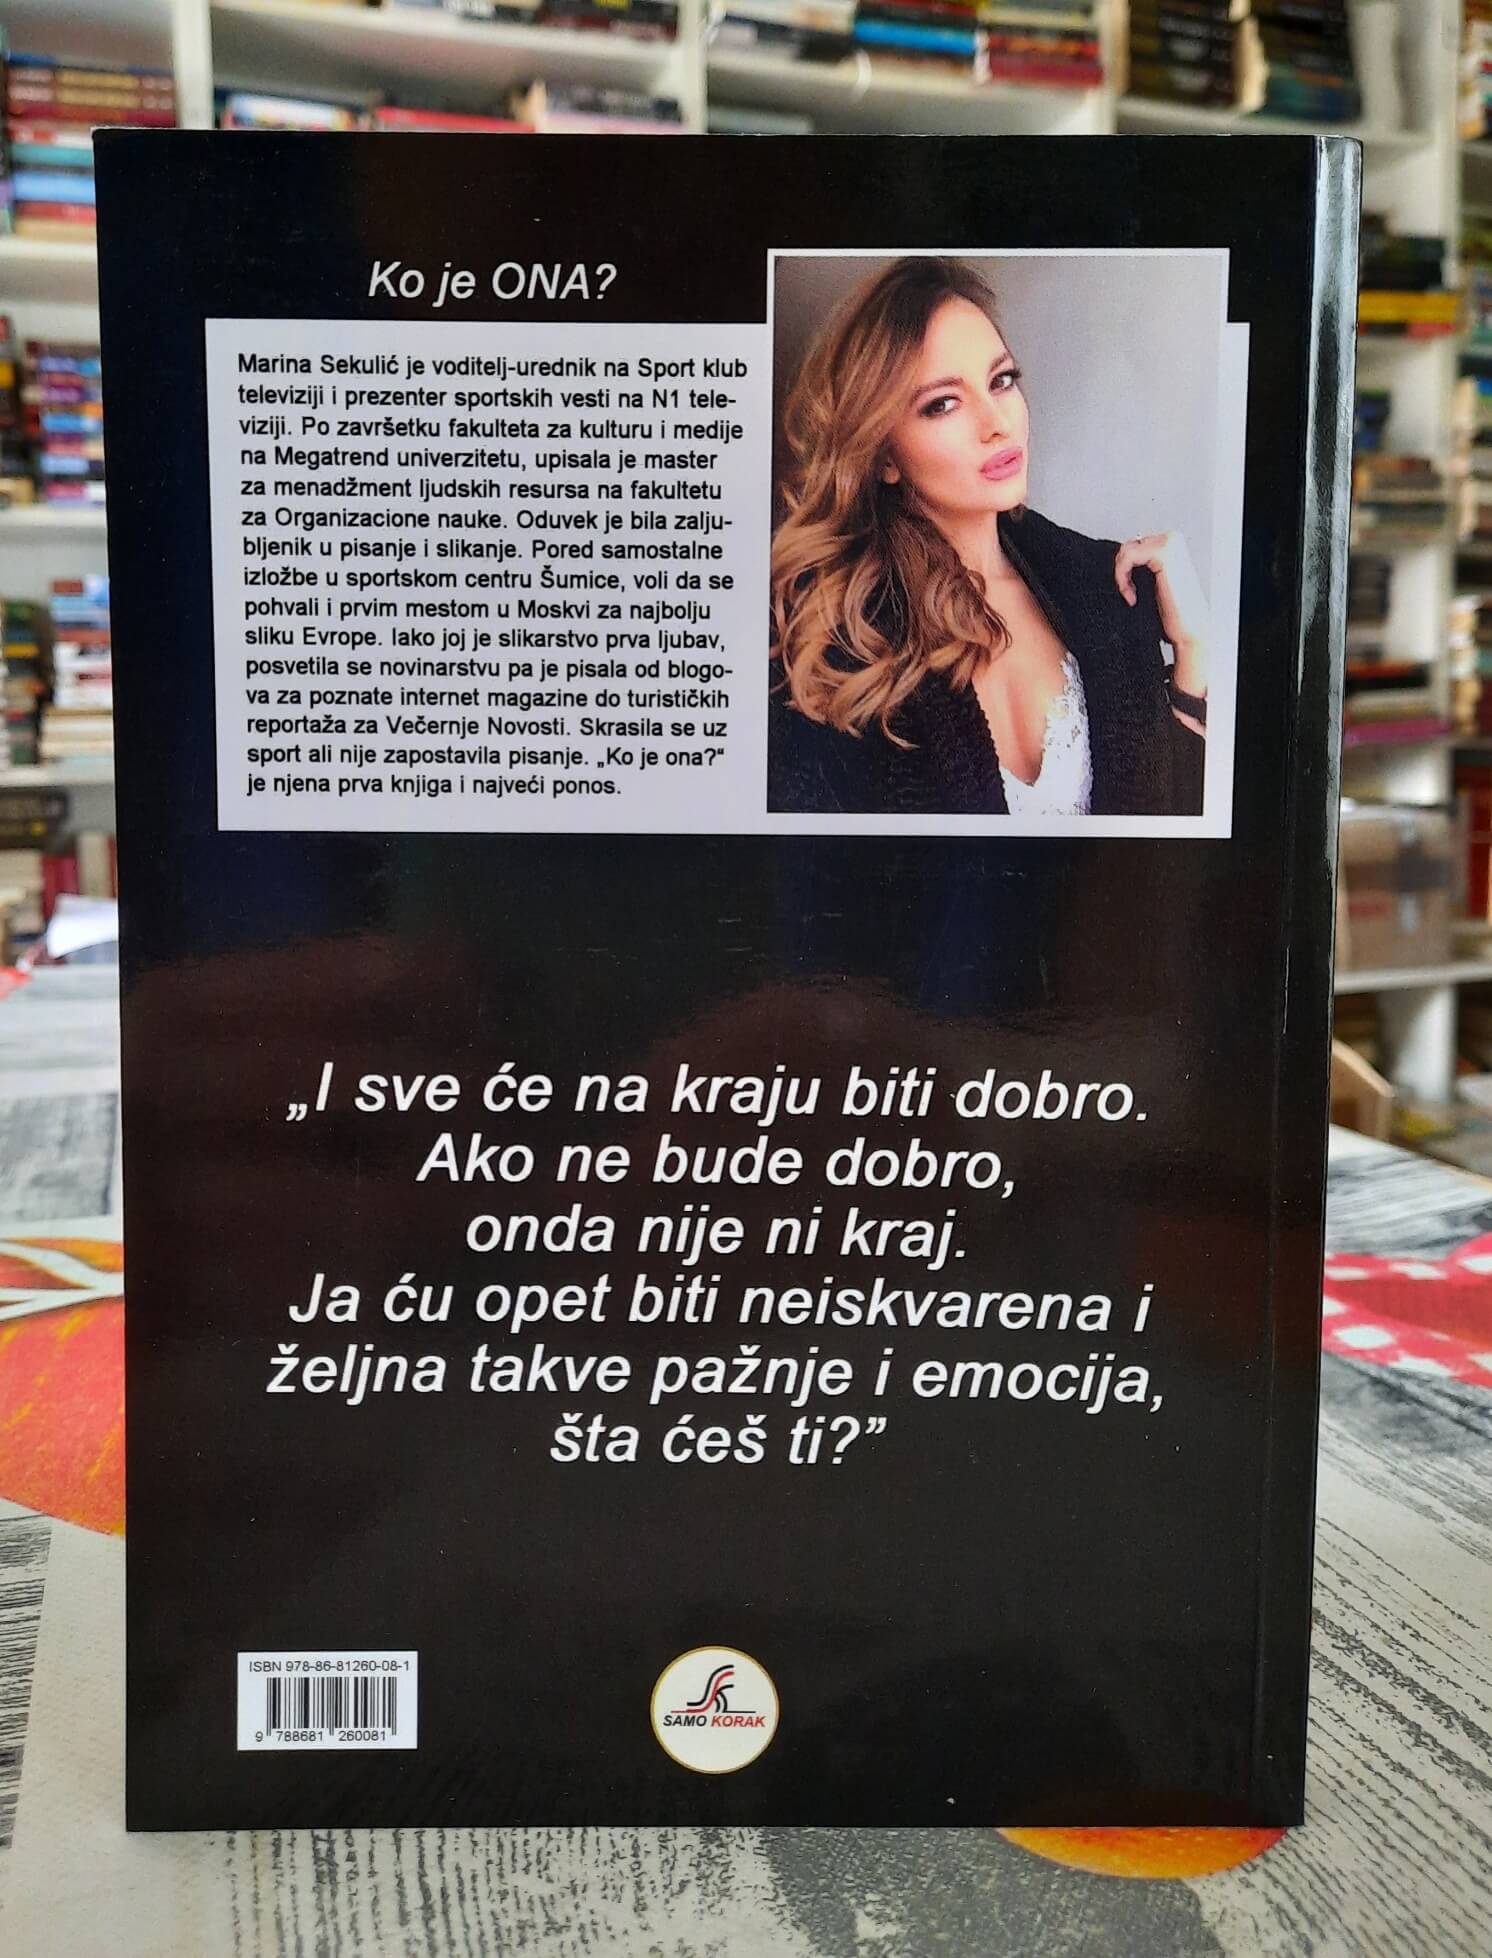 Ko je ONA?
Marina Sekulić je voditelj-urednik na Sport klub
televiziji i prezenter sportskih vesti na N1 tele-
viziji. Po završetku fakulteta za kulturu i medije
na Megatrend univerzitetu, upisala je master
za menadžment ljudskih resursa na fakultetu
za Organizacione nauke. Oduvek je bila zalju-
bljenik u pisanje i slikanje. Pored samostalne
izložbe u sportskom centru Šumice, voli da se
pohvali i prvim mestom u Moskvi za najbolju
sliku Evrope. Iako joj je slikarstvo prva ljubav,
posvetila se novinarstvu pa je pisala od blogo-
va za poznate internet magazine do turističkih
reportaža za Večernje Novosti. Skrasila se uz
sport ali nije zapostavila pisanje. „Ko je ona?“
je njena prva knjiga i najveći ponos.
„I sve će na kraju biti dobro.
Ako ne bude dobro,
onda nije ni kraj.
Ja ću opet biti neiskvarena i
željna takve pažnje i emocija,
šta ćeš ti?”
ISBN 978-86-81260-08-1
9 788681 260081
SAMO KORAK